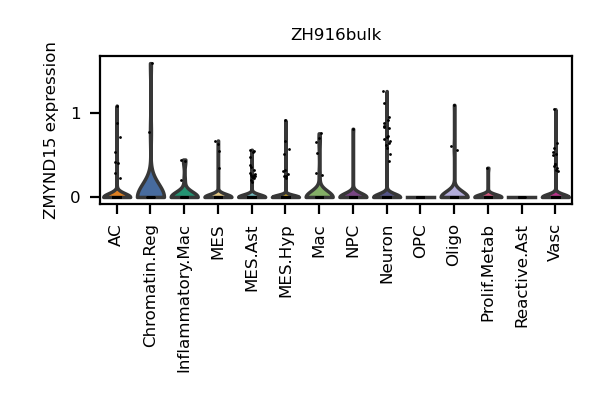 ZH916bulk
ZMYND15 expression
1
0
AC
Chromatin.Reg
Inflammatory.Mac
MES
MES.Ast
MES.Hyp
Mac
NPC
Neuron
OPC
Oligo
Prolif.Metab
Reactive.Ast
Vasc